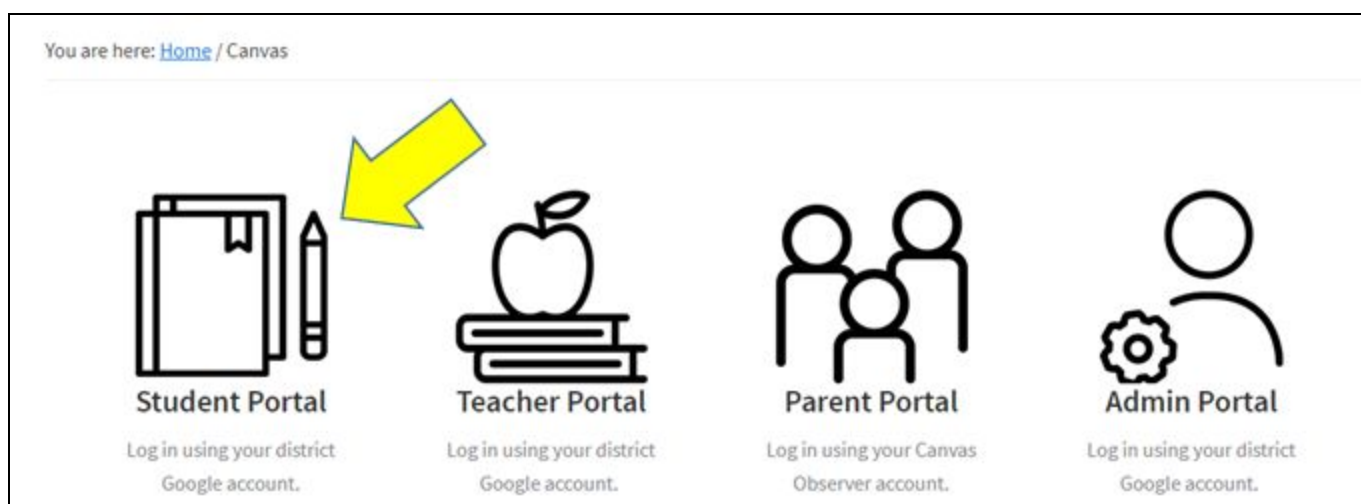 You are here: Home / Canvas
Student Portal
Log in using your district
Google account.
Teacher Portal
Log in using your district
Google account.
Parent Portal
Log in using your Canvas
Observer account.
Admin Portal
Log in using your district
Google account.